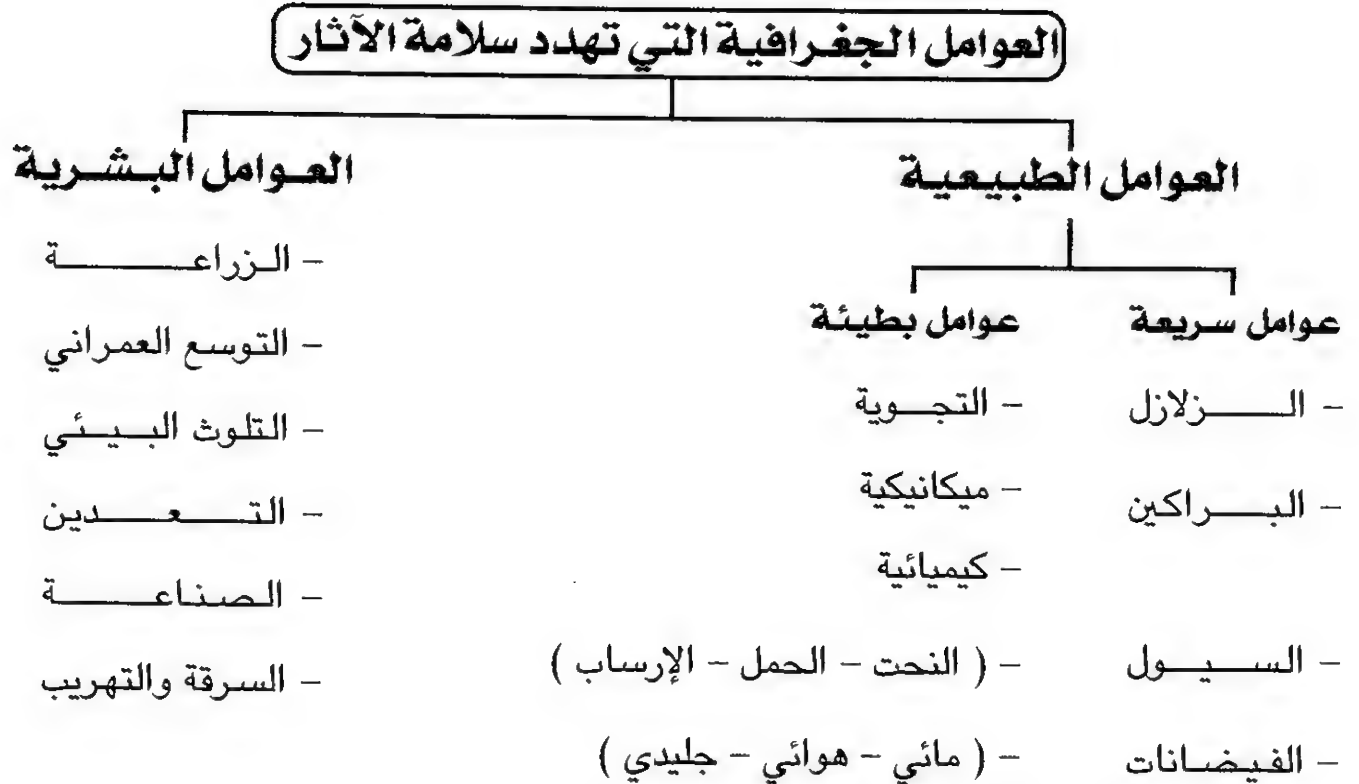 العوامل الجغرافية التي تهدد سلامة الآثار
العوامل الطبيعية
العوامل البشرية
عوامل سريعة
– الزلازل
– البراكين
– السيول
– الفيضانات
عوامل بطيئة
– التجوية
– ميكانيكية
– كيميائية
– ( النحت – الحمل – الإرساب )
– ( مائي – هوائي – جليدي )
– الزراعة
– التوسع العمراني
– التلوث البيئي
– التعدين
– الصناعة
– السرقة والتهريب